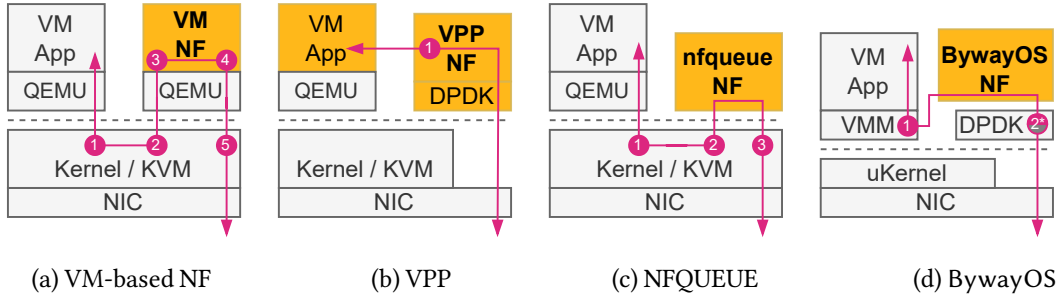 VM
App
QEMU
VM
NF
3
4
QEMU
1
2
5
Kernel / KVM
NIC
(a) VM-based NF
VM
App
QEMU
1
VPP
NF
DPDK
Kernel / KVM
NIC
(b) VPP
VM
App
QEMU
nfqueue
NF
1
2
3
Kernel / KVM
NIC
(c) NFQUEUE
VM
App
VMM
1
BywayOS
NF
DPDK
2*
uKernel
NIC
(d) BywayOS